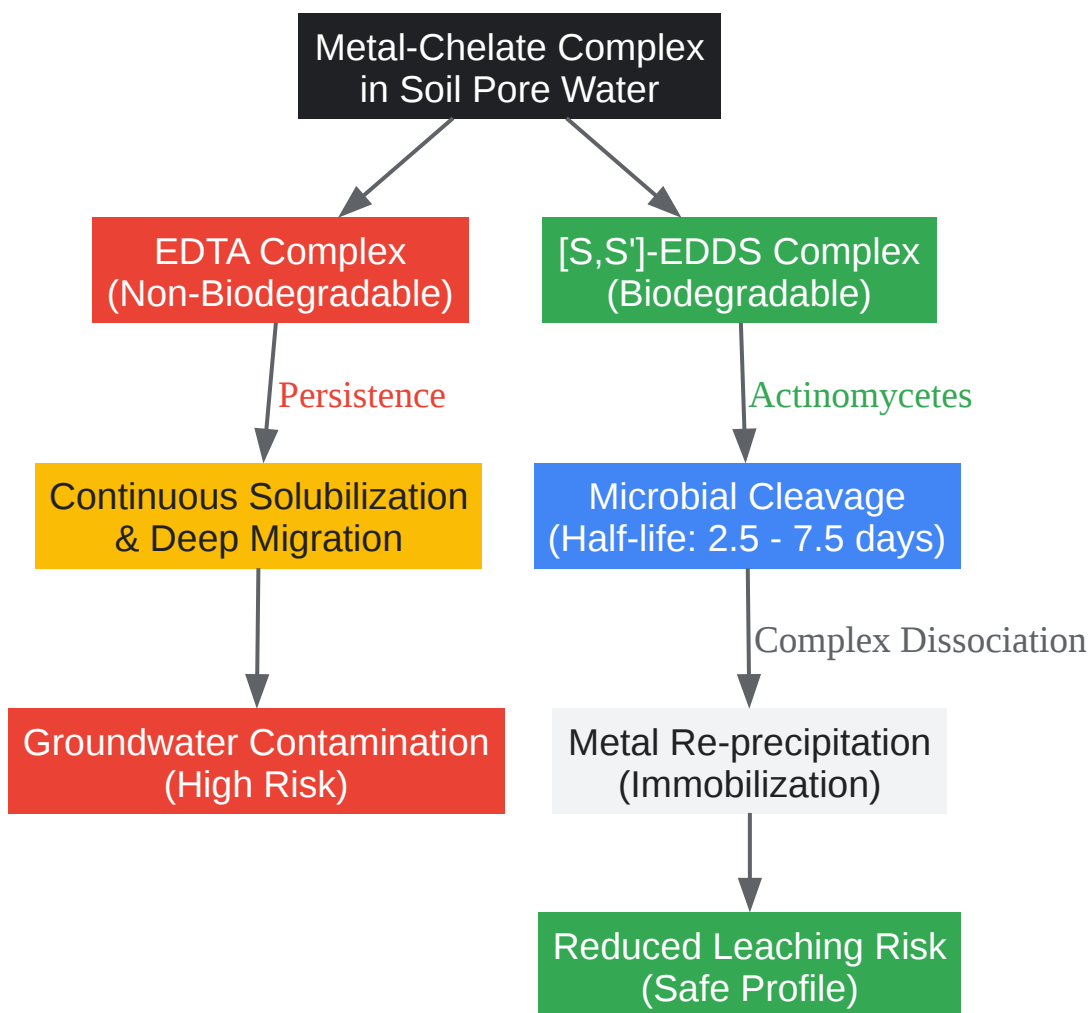 Metal-Chelate Complex
in Soil Pore Water
EDTA Complex
(Non-Biodegradable)
[S,S']-EDDS Complex
(Biodegradable)
Persistence
Actinomycetes
Continuous Solubilization
& Deep Migration
Microbial Cleavage
(Half-life: 2.5 - 7.5 days)
Complex Dissociation
Groundwater Contamination
(High Risk)
Metal Re-precipitation
(Immobilization)
Reduced Leaching Risk
(Safe Profile)